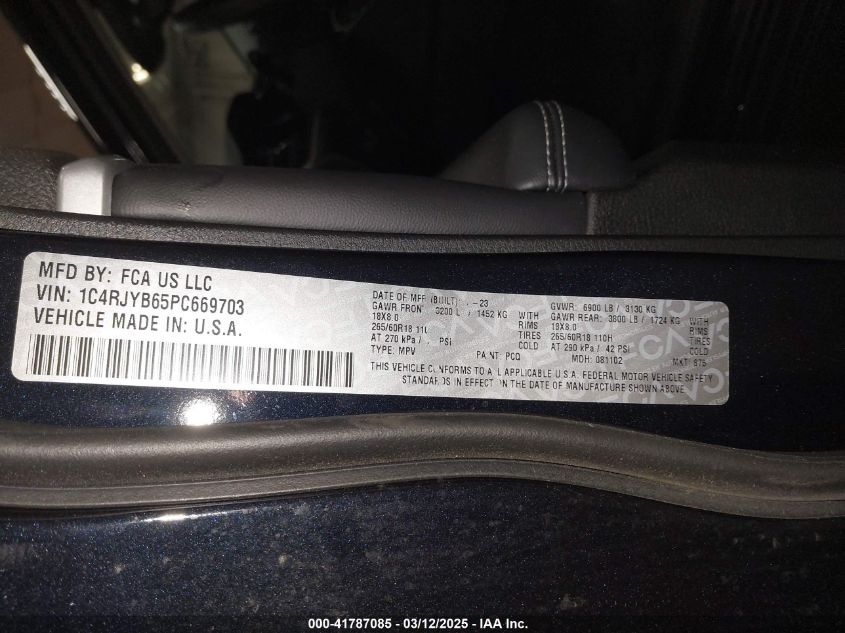 MFD BY: FCA US LLC
VIN: 1C4RJYB65PC669703
VEHICLE MADE IN: U.S.A.
DATE OF MFR -23
GAWR FRONT 3200 L / 1452 KG WITH
18X8.0 RIMS
265/60R18 TIRES
AT 270 kPa / PSI COLD
TYPE: MPV PAINT: PCQ
GVWR: 6900 LB / 3130 KG
GAWR REAR: 3800 LB / 1724 KG WITH
18X8.0 RIMS
265/60R18 110H TIRES
AT 290 kPa / 42 PSI COLD
MDH: 081102 MKT:
THIS VEHICLE CONFORMS TO A L APPLICABLE U.S.A. FEDERAL MOTOR VEHICLE SAFETY
STANDARDS IN EFFECT ON THE DATE OF MANUFACTURE SHOWN ABOVE
000-41787085 - 03/12/2025 - IAA Inc.